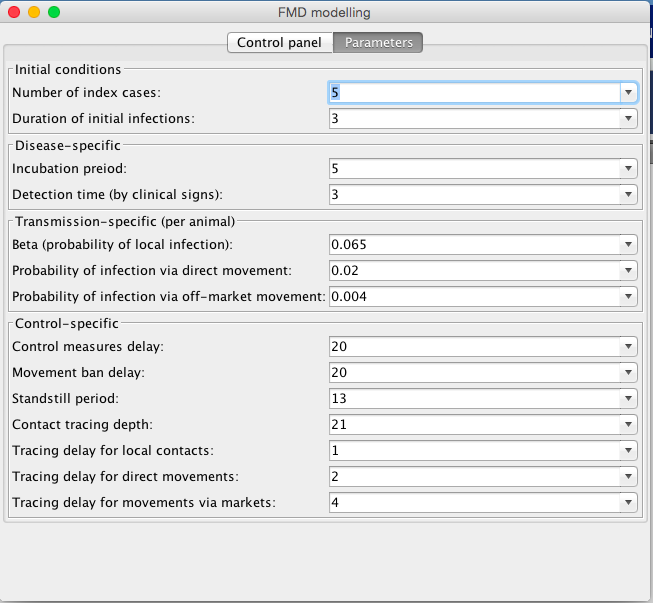 FMD modelling
Control panel Parameters
Initial conditions
Number of index cases: 5
Duration of initial infections: 3
Disease-specific
Incubation preiod: 5
Detection time (by clinical signs): 3
Transmission-specific (per animal)
Beta (probability of local infection): 0.065
Probability of infection via direct movement: 0.02
Probability of infection via off-market movement: 0.004
Control-specific
Control measures delay: 20
Movement ban delay: 20
Standstill period: 13
Contact tracing depth: 21
Tracing delay for local contacts: 1
Tracing delay for direct movements: 2
Tracing delay for movements via markets: 4